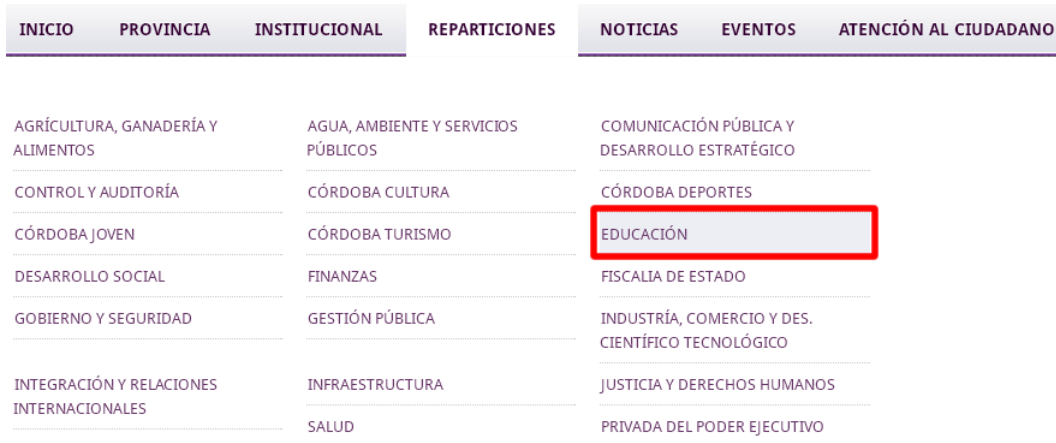 INICIO PROVINCIA INSTITUCIONAL REPARTICIONES NOTICIAS EVENTOS ATENCIÓN AL CIUDADANO
AGRÍCULTURA, GANADERÍA Y
ALIMENTOS
AGUA, AMBIENTE Y SERVICIOS
PÚBLICOS
COMUNICACIÓN PÚBLICA Y
DESARROLLO ESTRATÉGICO
CONTROL Y AUDITORÍA
CÓRDOBA CULTURA
CÓRDOBA DEPORTES
CÓRDOBA JOVEN
CÓRDOBA TURISMO
EDUCACIÓN
DESARROLLO SOCIAL
FINANZAS
FISCALIA DE ESTADO
GOBIERNO Y SEGURIDAD
GESTIÓN PÚBLICA
INDUSTRÍA, COMERCIO Y DES.
CIENTÍFICO TECNOLÓGICO
INTEGRACIÓN Y RELACIONES
INTERNACIONALES
INFRAESTRUCTURA
JUSTICIA Y DERECHOS HUMANOS
SALUD
PRIVADA DEL PODER EJECUTIVO